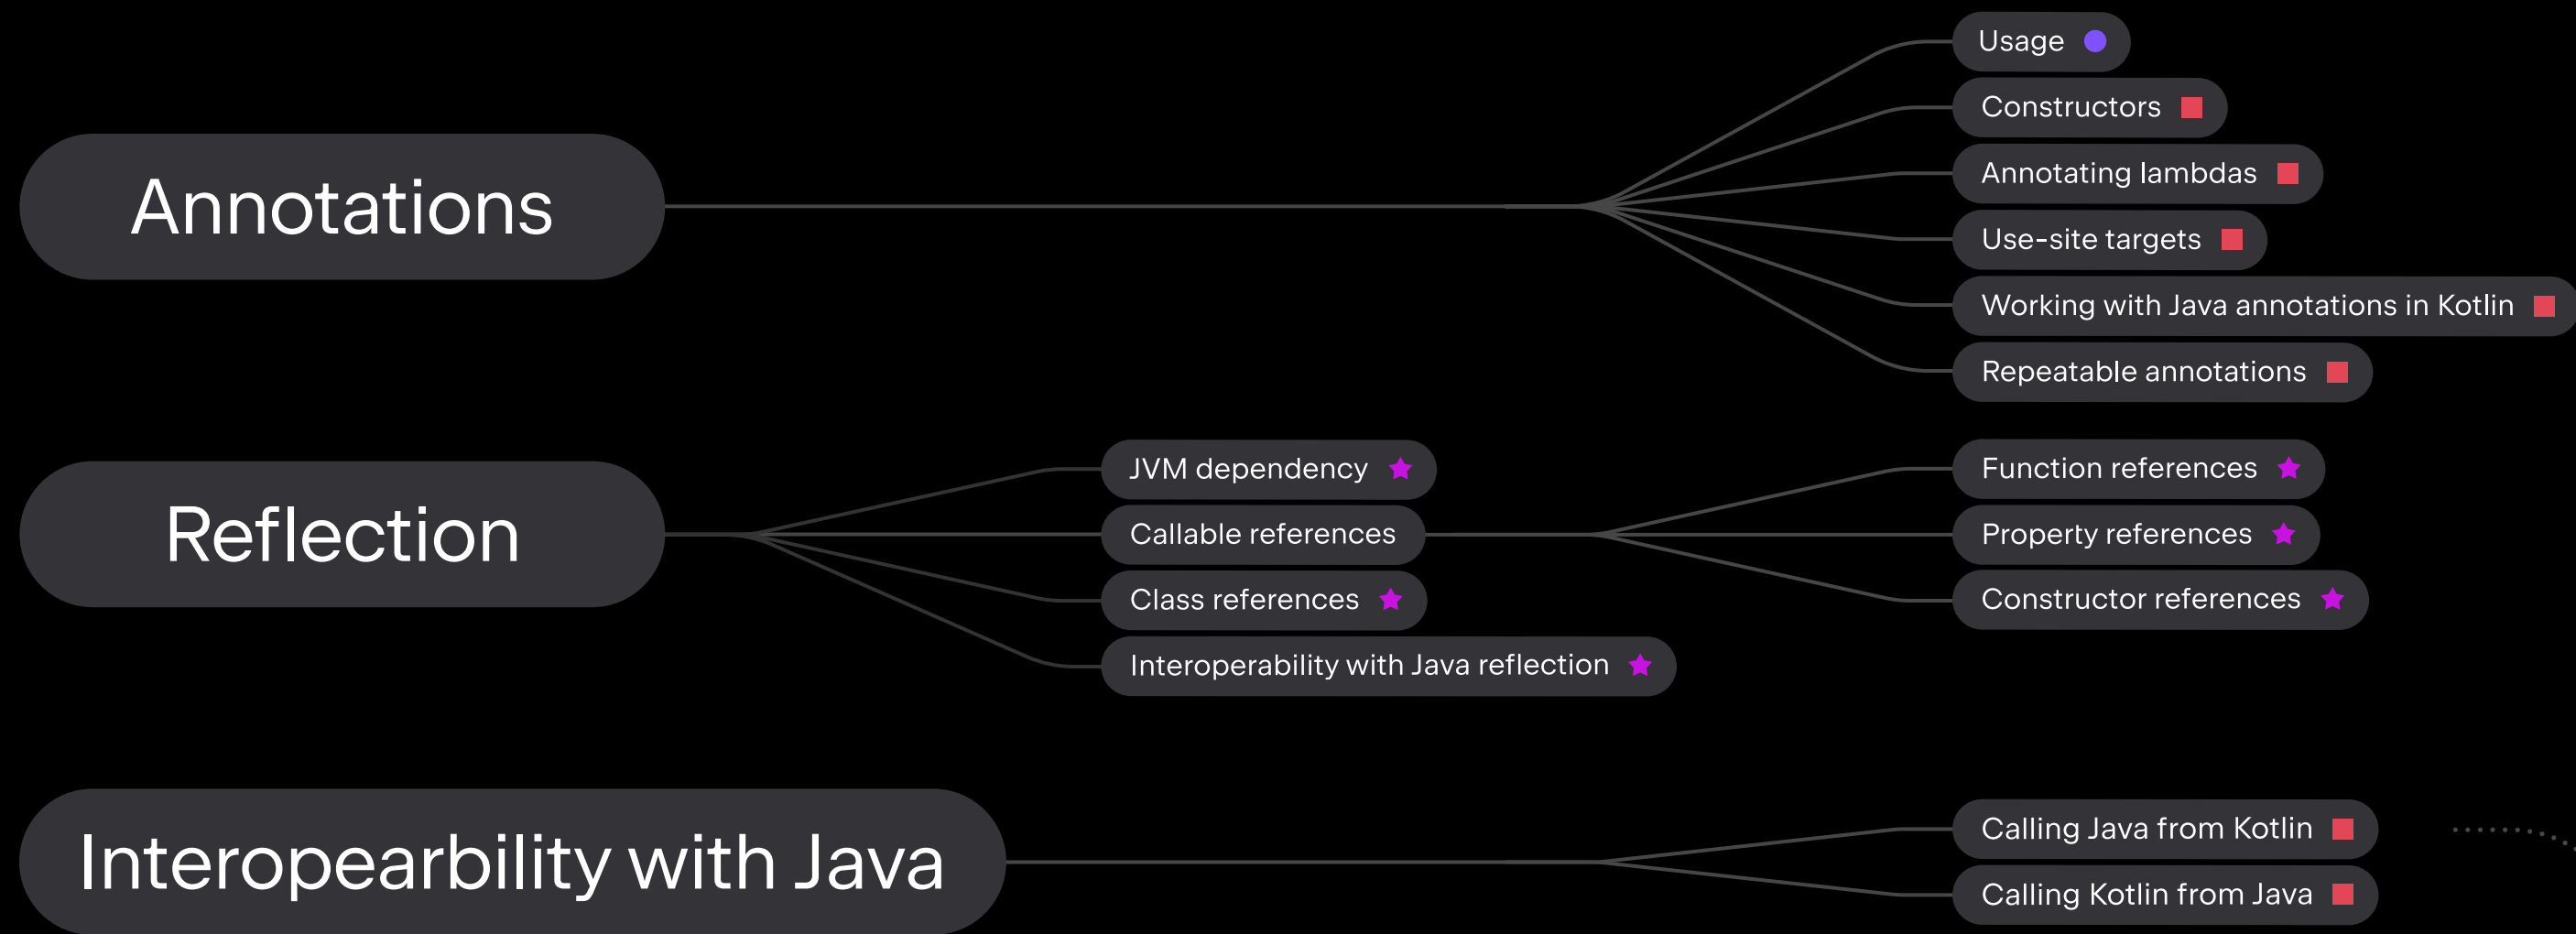 Annotations
Usage
Constructors
Annotating lambdas
Use-site targets
Working with Java annotations in Kotlin
Repeatable annotations
Reflection
JVM dependency
Callable references
Function references
Property references
Constructor references
Class references
Interoperability with Java reflection
Interopearbility with Java
Calling Java from Kotlin
Calling Kotlin from Java